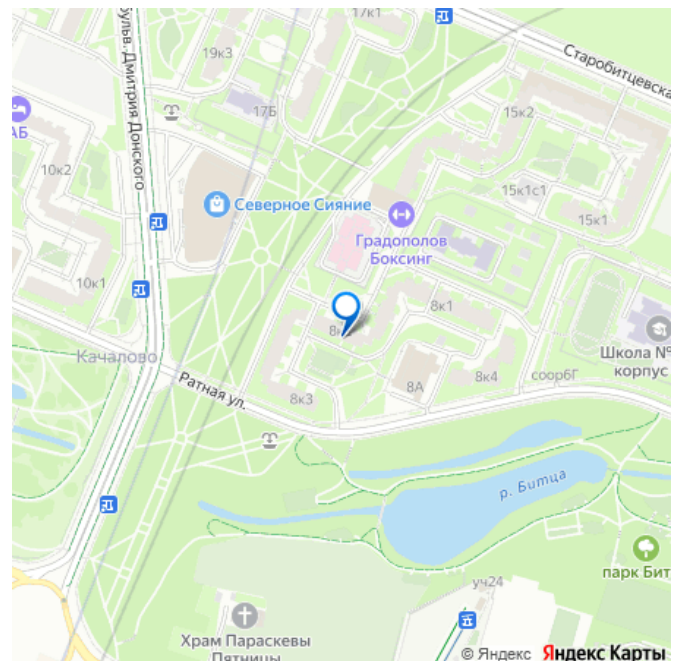 17к1
Старобитцевска
19к3
бульв. Дмитрия Донского
17Б
15к2
АБ
10к2
Северное Сияние
15к1с1
15к1
Градополов
Боксинг
10к1
8к1
Школа №
корпус
Качалово
8А
8к4
соор6Г
Ратная ул.
8к3
р. Битца
парк Бит
уч24
Храм Параскевы
Пятницы
© Яндекс Яндекс Карты